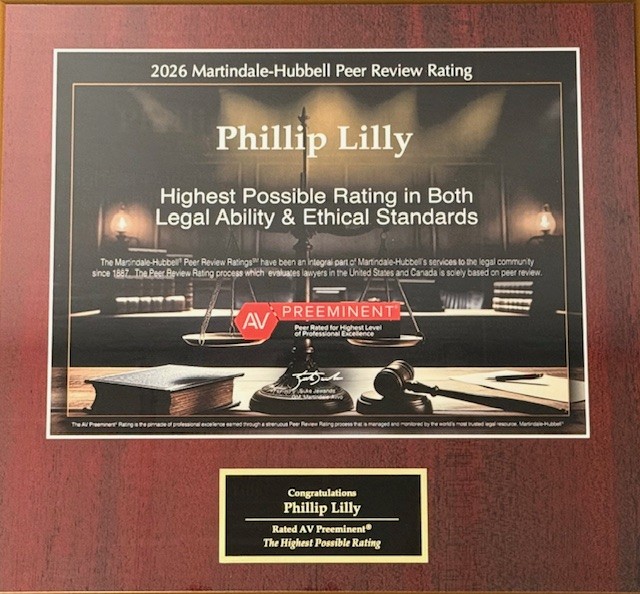 2026 Martindale-Hubbell Peer Review Rating
Phillip Lilly
Highest Possible Rating in Both
Legal Ability & Ethical Standards
The Martindale-Hubbell® Peer Review Ratings℠ have been an integral part of Martindale-Hubbell's services to the legal community
since 1887. The Peer Review Rating process which evaluates lawyers in the United States and Canada is solely based on peer review.
AV PREEMINENT®
Peer Rated for Highest Level
of Professional Excellence
Martindale-Avvo
The AV Preeminent® Rating is the pinnacle of professional excellence earned through a strenuous Peer Review Rating process that is managed and monitored by the world's most trusted legal resource, Martindale-Hubbell®
Congratulations
Phillip Lilly
Rated AV Preeminent®
The Highest Possible Rating